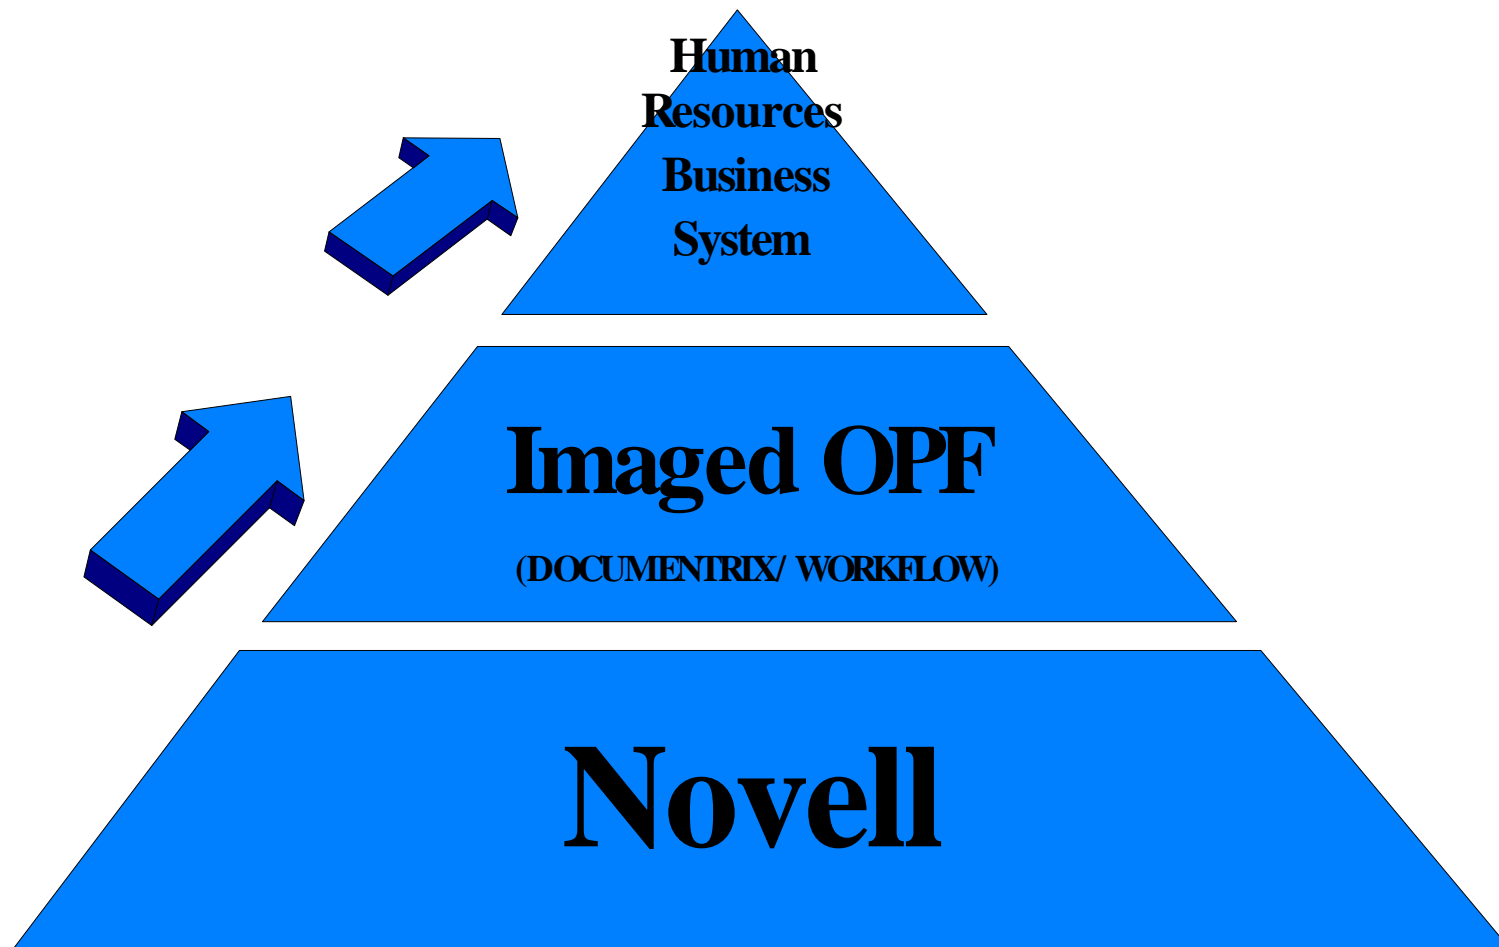 Human
Resources
Business
System
Imaged OPF
(DOCUMENTRIX/ WORKFLOW)
Novell